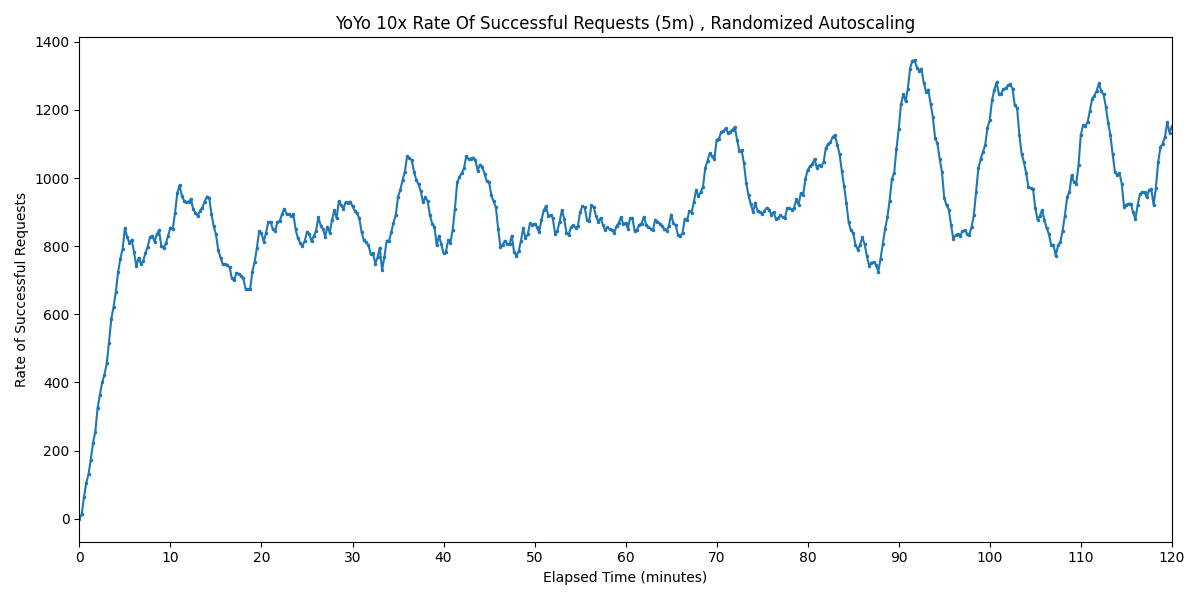 YoYo 10x Rate Of Successful Requests (5m) , Randomized Autoscaling
1400
1200
1000
800
600
400
200
0
Rate of Successful Requests
0 10 20 30 40 50 60 70 80 90 100 110 120
Elapsed Time (minutes)